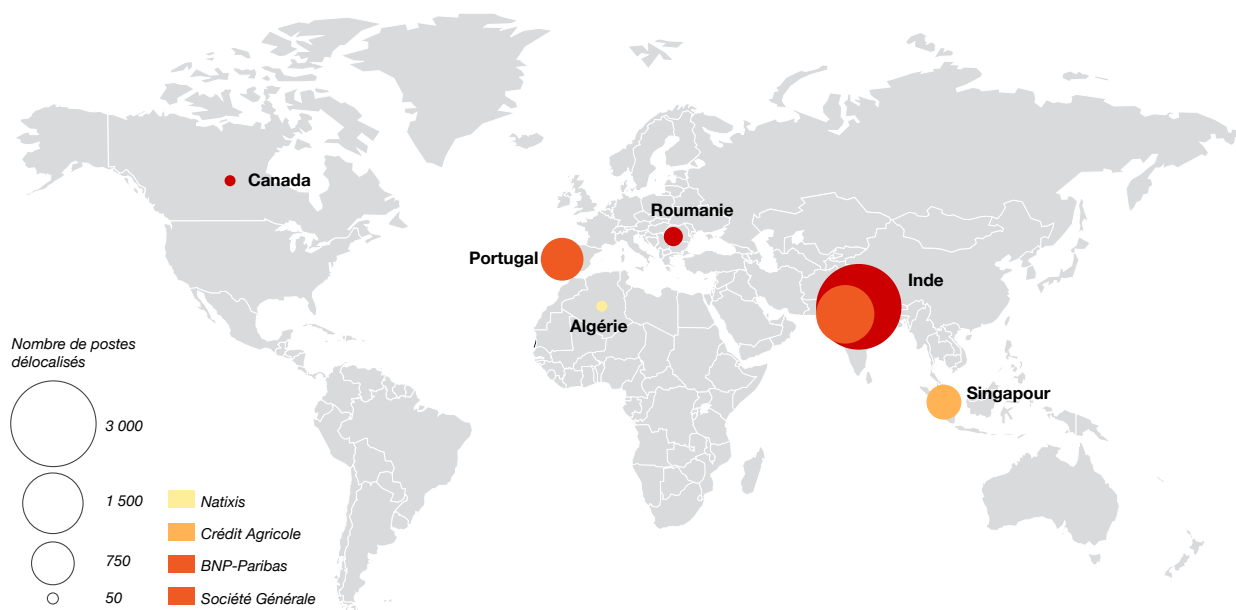 Canada
Roumanie
Portugal
Inde
Algérie
Singapour
Nombre de postes
délocalisés
3 000
1 500
750
50
Natixis
Crédit Agricole
BNP-Paribas
Société Générale